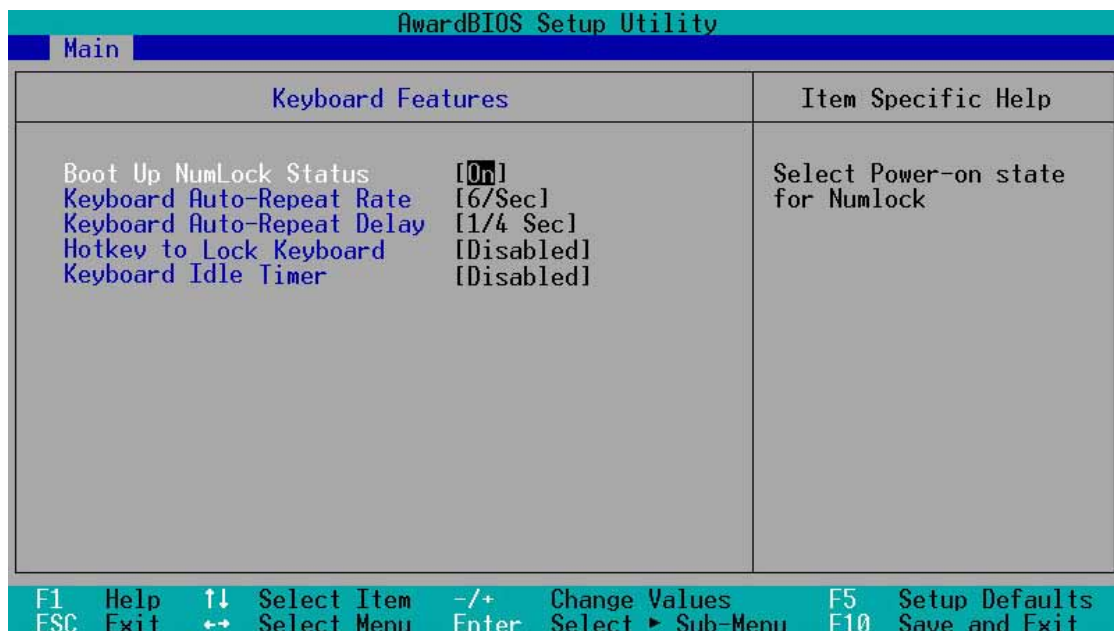 AwardBIOS Setup Utility
Main
Keyboard Features
Item Specific Help
Boot Up NumLock Status [On]
Keyboard Auto-Repeat Rate [6/Sec]
Keyboard Auto-Repeat Delay [1/4 Sec]
Hotkey to Lock Keyboard [Disabled]
Keyboard Idle Timer [Disabled]
Select Power-on state
for Numlock
F1 Help ↑↓ Select Item -/+ Change Values F5 Setup Defaults
ESC Exit ←→ Select Menu Enter Select ► Sub-Menu F10 Save and Exit